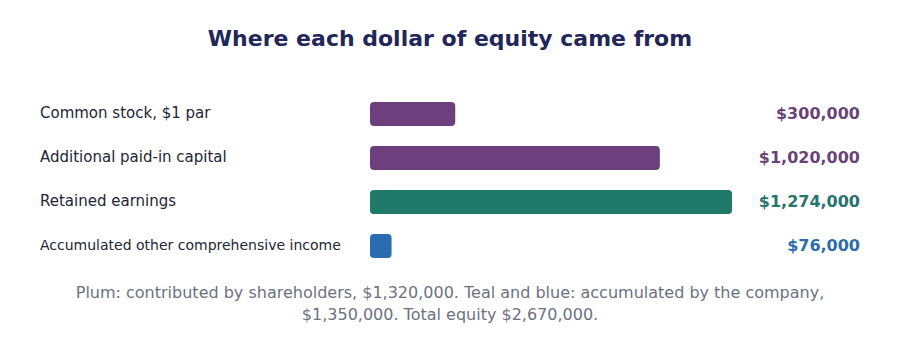 Where each dollar of equity came from
Common stock, $1 par $300,000
Additional paid-in capital $1,020,000
Retained earnings $1,274,000
Accumulated other comprehensive income $76,000
Plum: contributed by shareholders, $1,320,000. Teal and blue: accumulated by the company,
$1,350,000. Total equity $2,670,000.